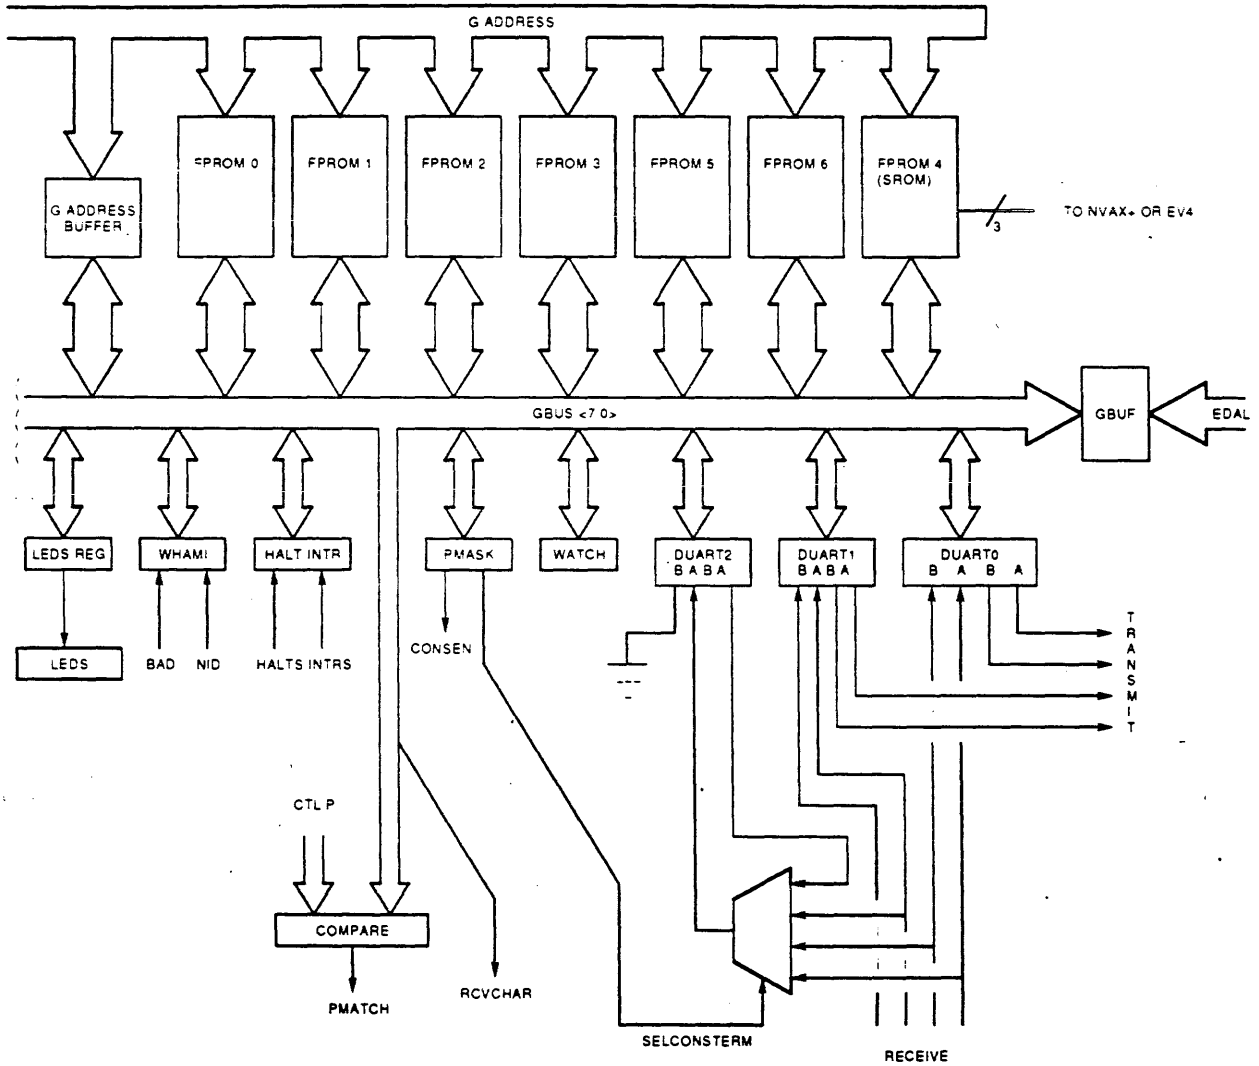 G ADDRESS
FPROM 0
FPROM 1
FPROM 2
FPROM 3
FPROM 5
FPROM 6
FPROM 4
(SROM)
G ADDRESS
BUFFER
3
TO NVAX+ OR EV4
GBUS <7 0>
GBUF
EDAL
LEDS REG
WHAMI
HALT INTR
PMASK
WATCH
DUART2
B A B A
DUART1
B A B A
DUART0
B A B A
LEDS
BAD
NID
HALTS
INTRS
CONSEN
TRANSMIT
CTL P
COMPARE
PMATCH
RCVCHAR
SELCONSTERM
RECEIVE